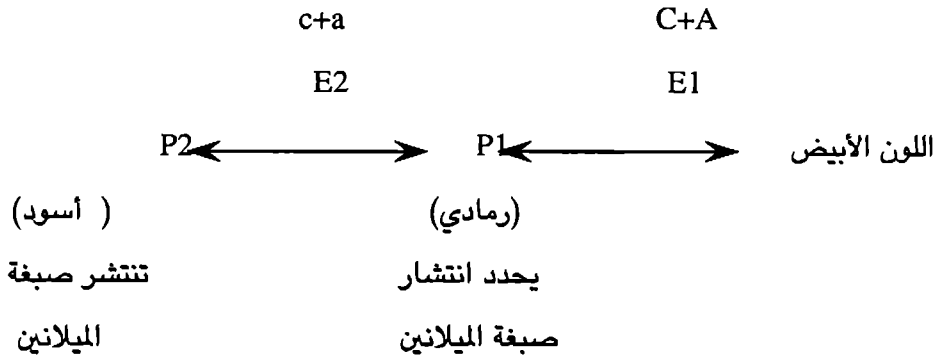 c+a C+A
E2 E1
P2 P1 اللون الأبيض
(رمادي) ( أسود)
يحدد انتشار تنتشر صبغة
صبغة الميلانين الميلانين